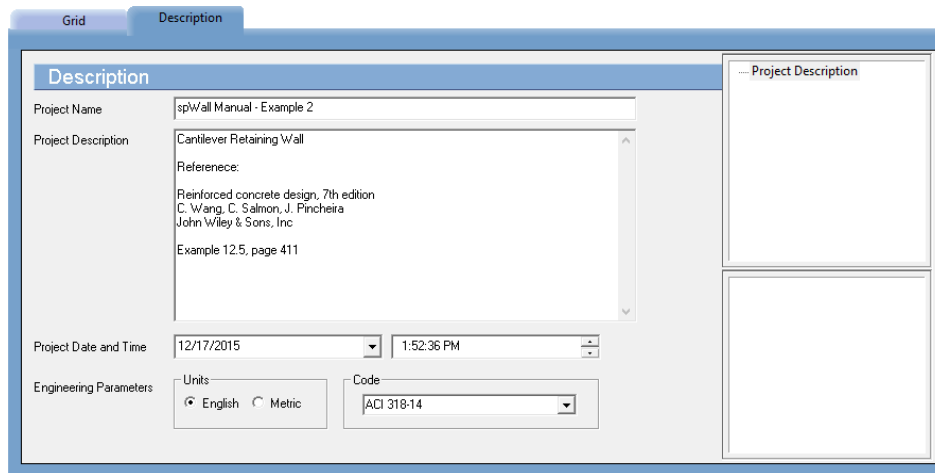 Grid
Description
Description
Project Description
Project Name
spWall Manual - Example 2
Project Description
Cantilever Retaining Wall
Referenece:
Reinforced concrete design, 7th edition
C. Wang, C. Salmon, J. Pincheira
John Wiley & Sons, Inc
Example 12.5, page 411
Project Date and Time
12/17/2015
1:52:36 PM
Engineering Parameters
Units
English
Metric
Code
ACI 318-14